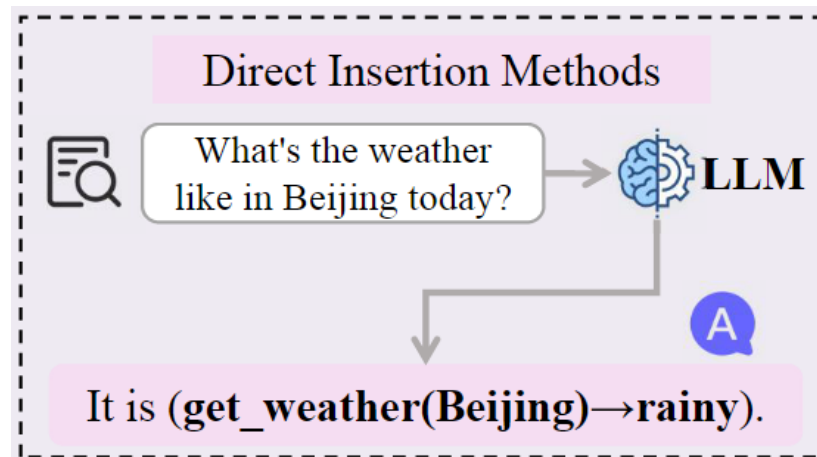 Direct Insertion Methods
What's the weather
like in Beijing today?
LLM
A
It is (get_weather(Beijing)→rainy).